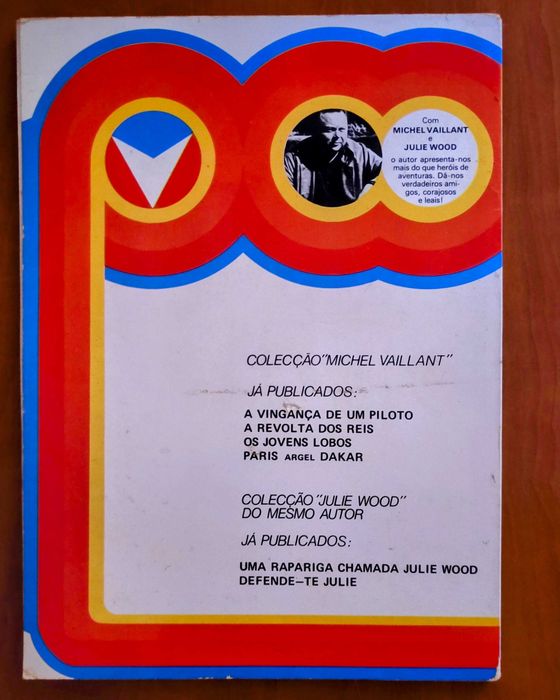 Com
MICHEL VAILLANT
e
JULIE WOOD
o autor apresenta-nos
mais do que heróis de
aventuras. Dá-nos
verdadeiros ami-
gos, corajosos
e leais!
COLECÇÃO "MICHEL VAILLANT"
JÁ PUBLICADOS:
A VINGANÇA DE UM PILOTO
A REVOLTA DOS REIS
OS JOVENS LOBOS
PARIS ARGEL DAKAR
COLECÇÃO "JULIE WOOD"
DO MESMO AUTOR
JÁ PUBLICADOS:
UMA RAPARIGA CHAMADA JULIE WOOD
DEFENDE-TE JULIE